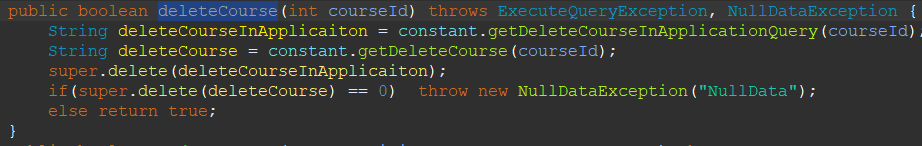 public boolean deleteCourse(int courseId) throws ExecuteQueryException, NullDataException {
String deleteCourseInApplicaiton = constant.getDeleteCourseInApplicationQuery(courseId)
String deleteCourse = constant.getDeleteCourse(courseId);
super.delete(deleteCourseInApplicaiton);
if(super.delete(deleteCourse) == 0)  throw new NullDataException("NullData");
else return true;
}